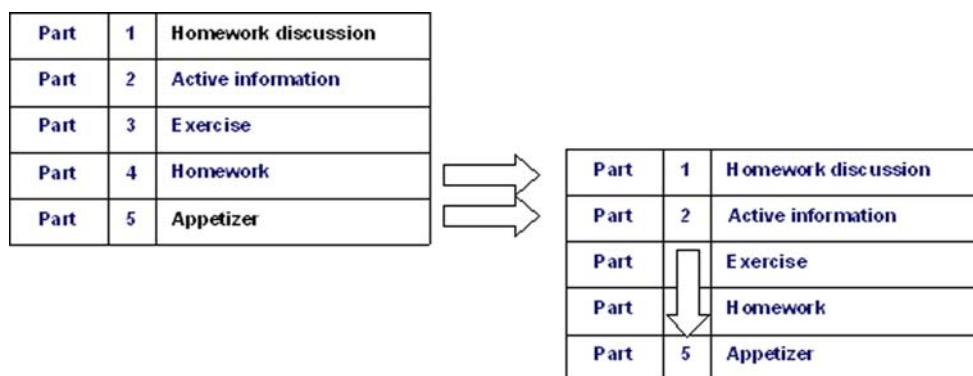 Part 1 Homework discussion
Part 2 Active information
Part 3 Exercise
Part 4 Homework
Part 5 Appetizer
Part 1 Homework discussion
Part 2 Active information
Part Exercise
Part Homework
Part 5 Appetizer